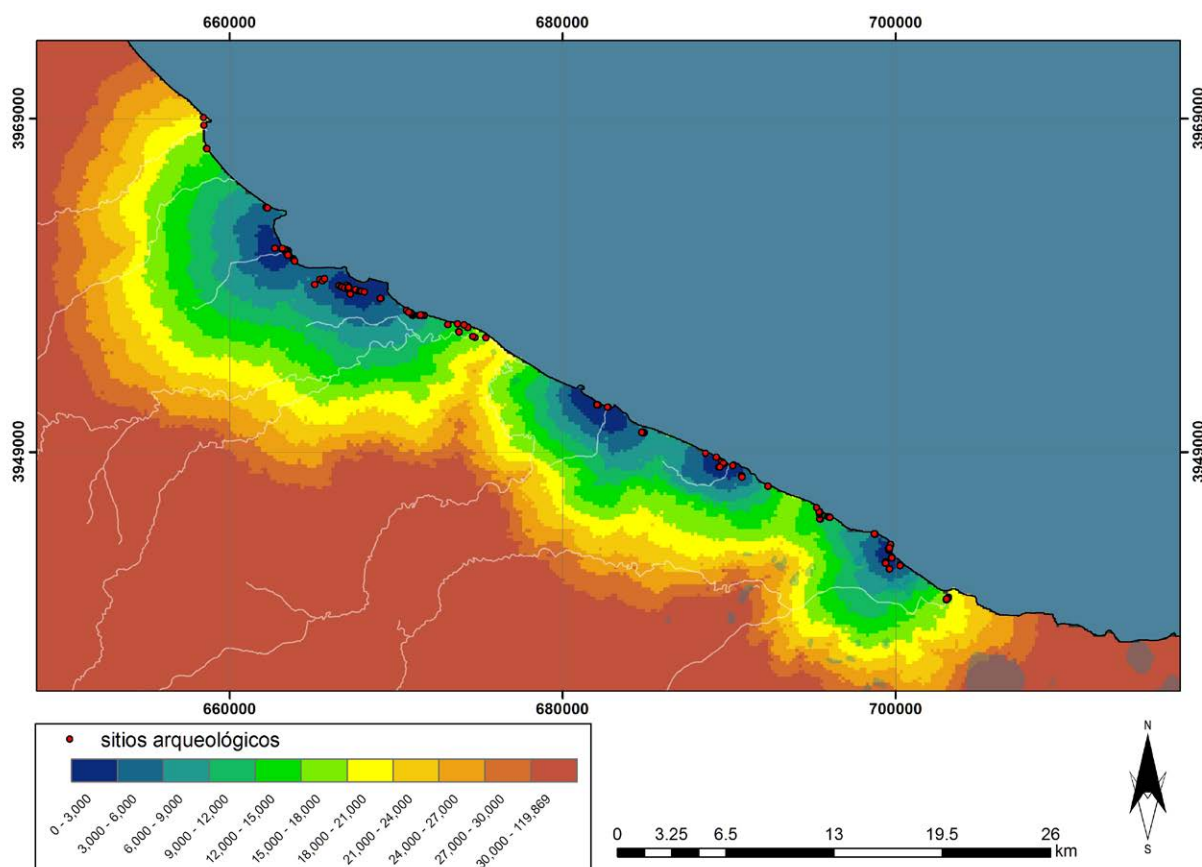 660000 680000 700000
3969000 3969000
3949000 3949000
660000 680000 700000
sitios arqueológicos
0 - 3,000
3,000 - 6,000
6,000 - 9,000
9,000 - 12,000
12,000 - 15,000
15,000 - 18,000
18,000 - 21,000
21,000 - 24,000
24,000 - 27,000
27,000 - 30,000
30,000 - 119,869
N
S
0 3.25 6.5 13 19.5 26
km